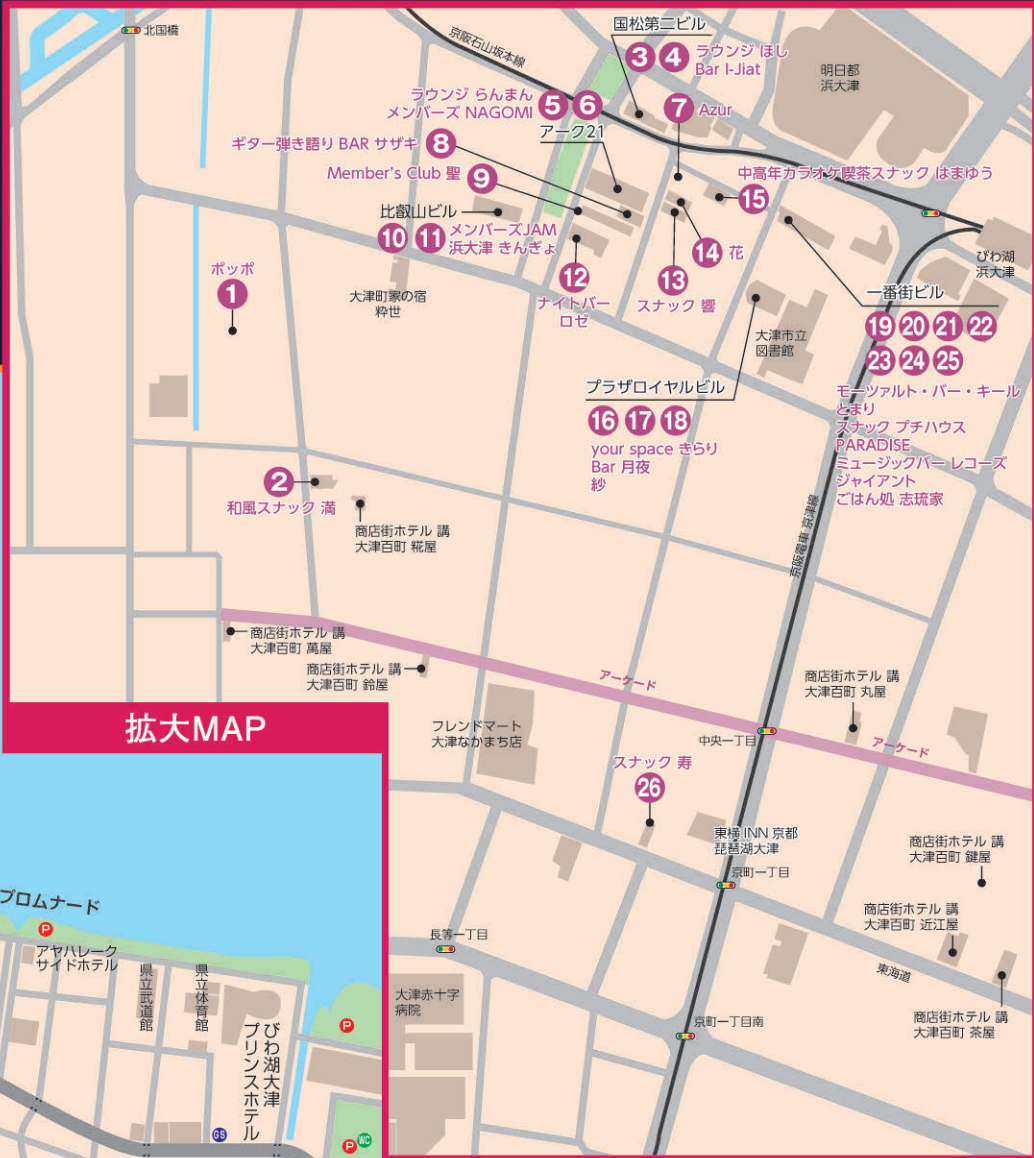 北国橋
京阪石山坂本線
国松第二ビル
3 4
ラウンジ ほし
Bar I-Jiat
明日都
浜大津
ラウンジ らんまん
メンバーズ NAGOMI
5 6
アーク21
7
Azur
ギター弾き語り BAR サザキ
8
Member's Club 聖
9
中高年カラオケ喫茶スナック はまゆう
15
比叡山ビル
10 11
メンバーズJAM
浜大津 きんぎょ
12
ナイトバー
ロゼ
13
スナック 響
14
花
びわ湖
浜大津
ポッポ
1
大津町家の宿
粋世
大津市立
図書館
一番街ビル
19 20 21 22
23 24 25
モーツァルト・バー・キール
とまり
スナック プチハウス
PARADISE
ミュージックバー レコーズ
ジャイアント
ごはん処 志琉家
プラザロイヤルビル
16 17 18
your space きらり
Bar 月夜
紗
2
和風スナック 満
商店街ホテル 講
大津百町 糀屋
京阪電車 京津線
商店街ホテル 講
大津百町 萬屋
商店街ホテル 講
大津百町 鈴屋
アーケード
商店街ホテル 講
大津百町 丸屋
拡大MAP
フレンドマート
大津なかまち店
中央一丁目
アーケード
スナック 寿
26
東横 INN 京都
琵琶湖大津
京町一丁目
商店街ホテル 講
大津百町 鍵屋
商店街ホテル 講
大津百町 近江屋
東海道
商店街ホテル 講
大津百町 茶屋
長等一丁目
大津赤十字
病院
京町一丁目南
プロムナード
P
アヤハレーク
サイドホテル
県立武道館
県立体育館
びわ湖大津
プリンスホテル
P
GS
P
WC